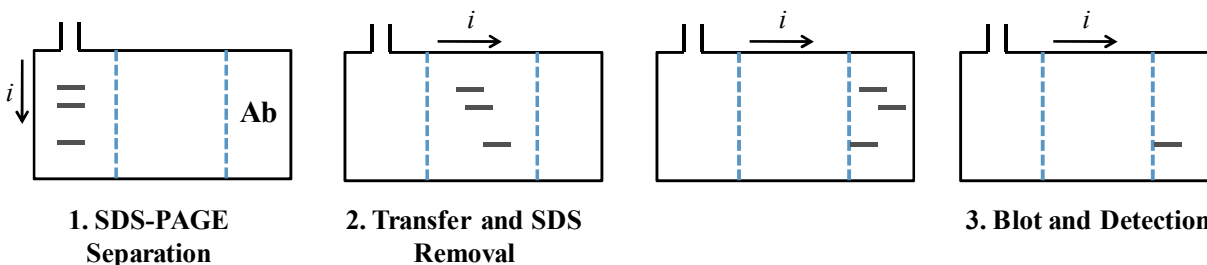 i
i
i
i
Ab
1. SDS-PAGE
Separation
2. Transfer and SDS
Removal
3. Blot and Detection